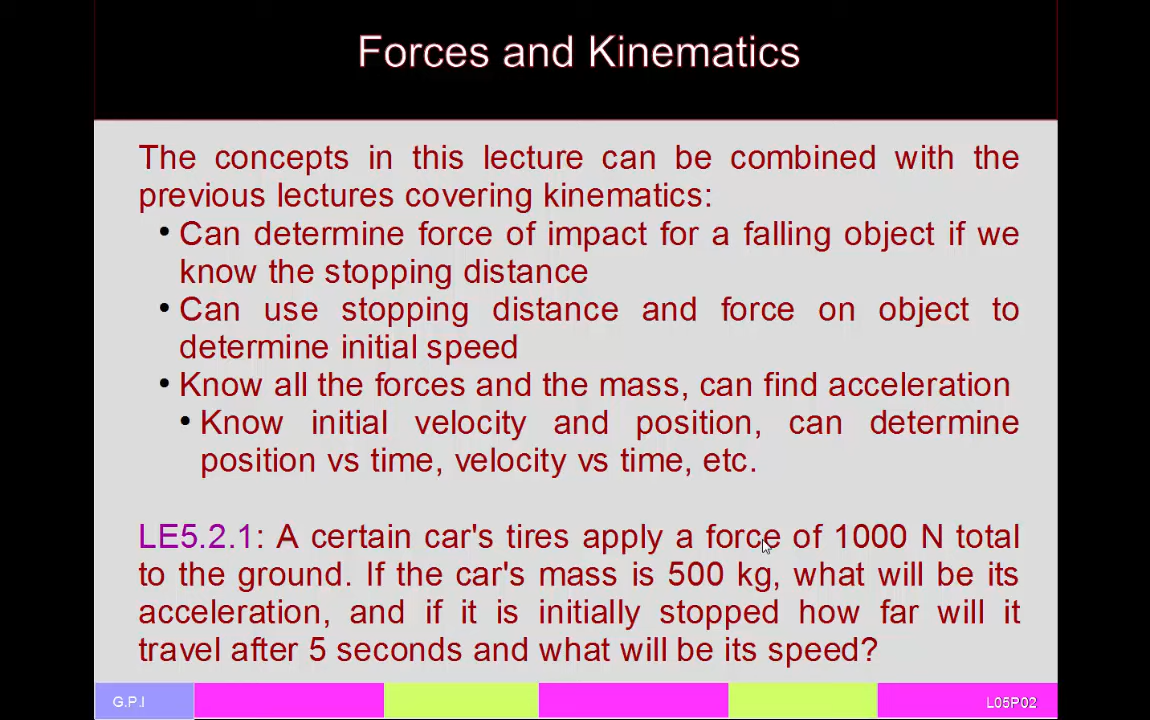 Forces and Kinematics
The concepts in this lecture can be combined with the
previous lectures covering kinematics:
• Can determine force of impact for a falling object if we
know the stopping distance
• Can use stopping distance and force on object to
determine initial speed
• Know all the forces and the mass, can find acceleration
• Know initial velocity and position, can determine
position vs time, velocity vs time, etc.
LE5.2.1: A certain car's tires apply a force of 1000 N total
to the ground. If the car's mass is 500 kg, what will be its
acceleration, and if it is initially stopped how far will it
travel after 5 seconds and what will be its speed?
G.P.I
L05P02